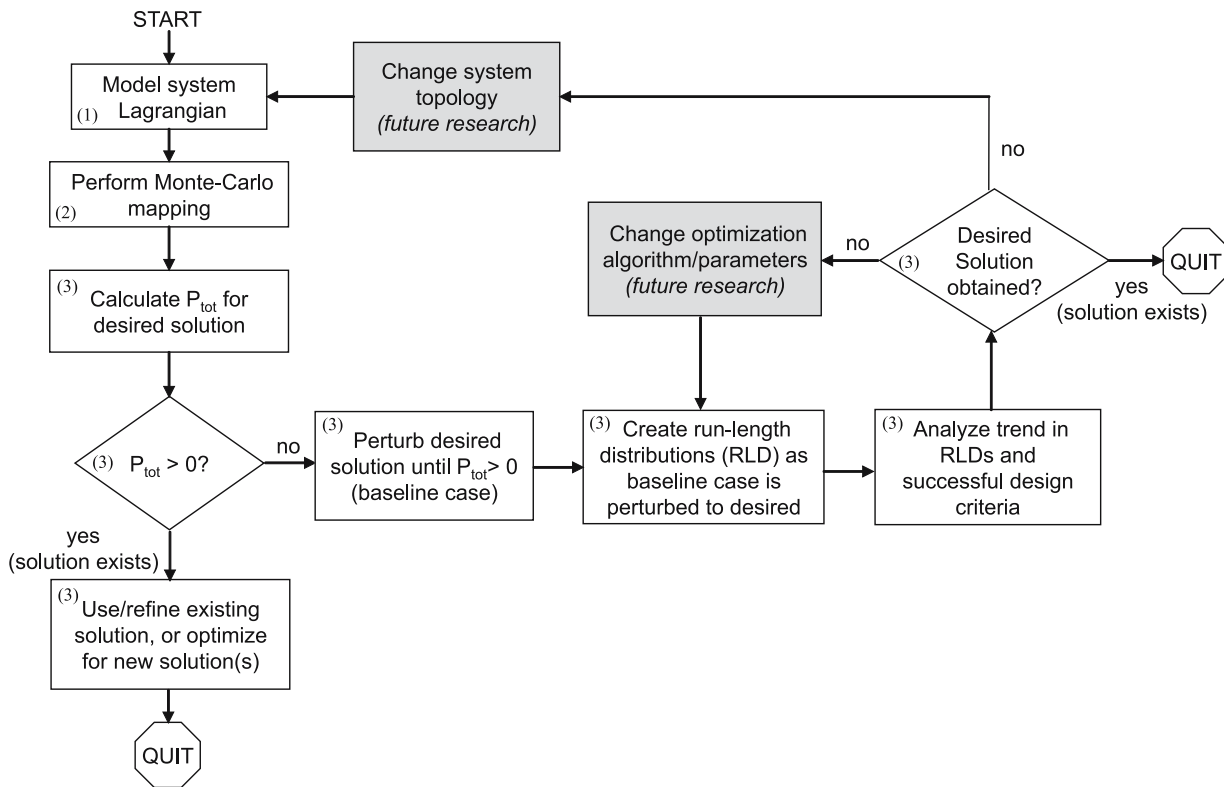 START
Model system
Lagrangian
(1)
Perform Monte-Carlo
mapping
(2)
(3)
Calculate Ptot for
desired solution
(3)
Ptot > 0?
no
yes
(solution exists)
(3)
Use/refine existing
solution, or optimize
for new solution(s)
QUIT
(3)
Perturb desired
solution until Ptot> 0
(baseline case)
(3)
Create run-length
distributions (RLD) as
baseline case is
perturbed to desired
(3)
Analyze trend in
RLDs and
successful design
criteria
(3)
Desired
Solution
obtained?
yes
(solution exists)
QUIT
no
Change optimization
algorithm/parameters
(future research)
no
Change system
topology
(future research)